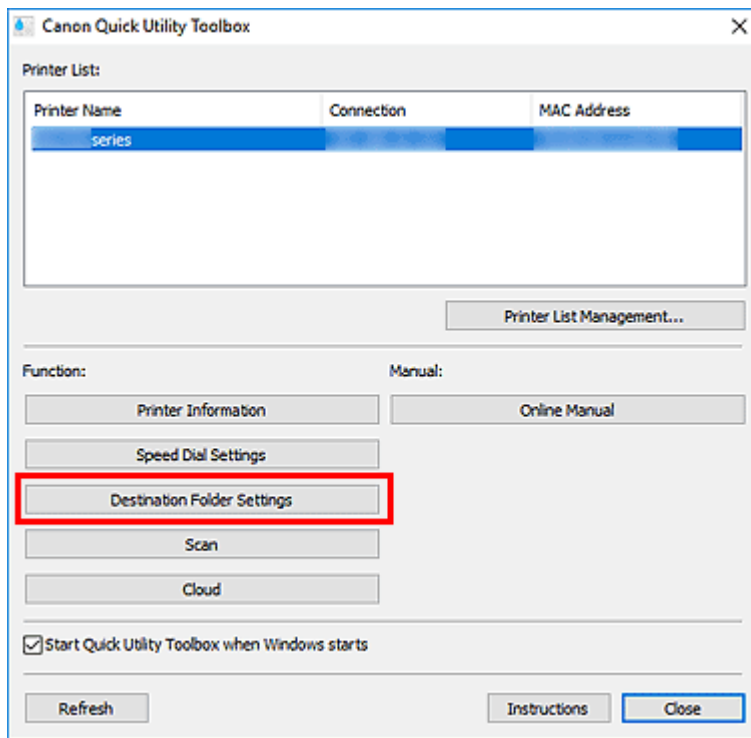 Canon Quick Utility Toolbox
Printer List:
Printer Name Connection MAC Address
series
Printer List Management...
Function: Manual:
Printer Information Online Manual
Speed Dial Settings
Destination Folder Settings
Scan
Cloud
Start Quick Utility Toolbox when Windows starts
Refresh Instructions Close